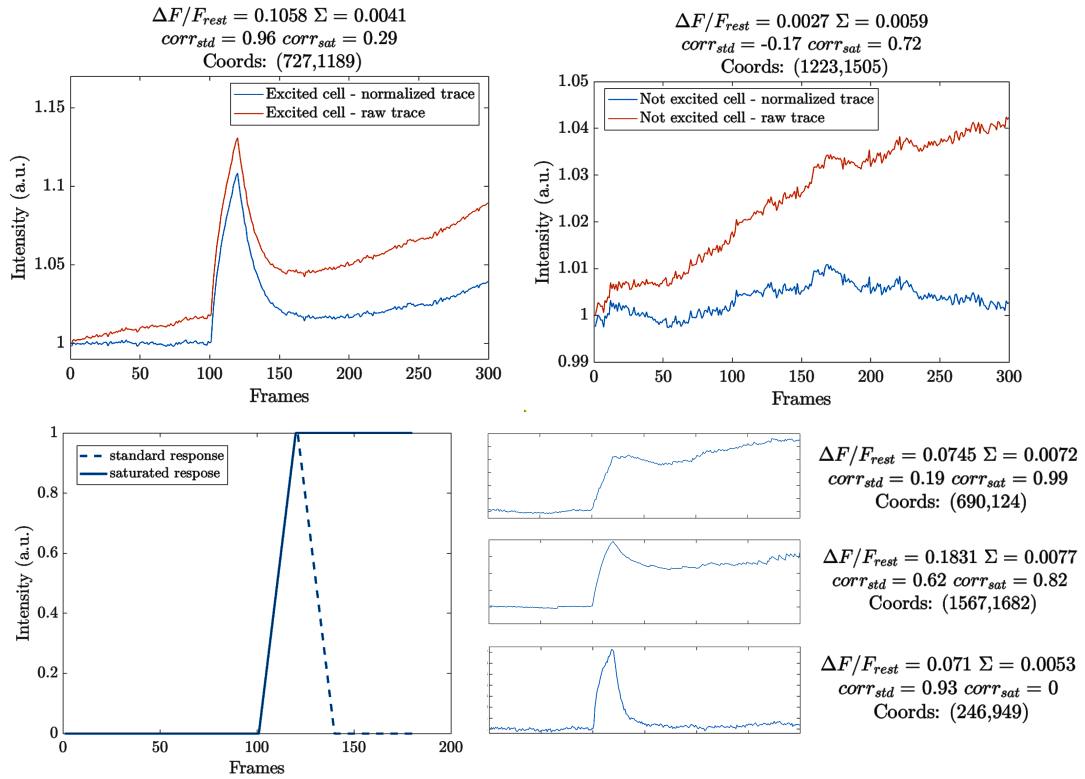 ΔF/F_rest = 0.1058 Σ = 0.0041
corr_std = 0.96 corr_sat = 0.29
Coords: (727,1189)
Excited cell - normalized trace
Excited cell - raw trace
1.15
1.1
1.05
1
Intensity (a.u.)
0 50 100 150 200 250 300
Frames
ΔF/F_rest = 0.0027 Σ = 0.0059
corr_std = -0.17 corr_sat = 0.72
Coords: (1223,1505)
Not excited cell - normalized trace
Not excited cell - raw trace
1.05
1.04
1.03
1.02
1.01
1
0.99
Intensity (a.u.)
0 50 100 150 200 250 300
Frames
standard response
saturated respose
1
0.8
0.6
0.4
0.2
0
Intensity (a.u.)
0 50 100 150 200
Frames
ΔF/F_rest = 0.0745 Σ = 0.0072
corr_std = 0.19 corr_sat = 0.99
Coords: (690,124)
ΔF/F_rest = 0.1831 Σ = 0.0077
corr_std = 0.62 corr_sat = 0.82
Coords: (1567,1682)
ΔF/F_rest = 0.071 Σ = 0.0053
corr_std = 0.93 corr_sat = 0
Coords: (246,949)